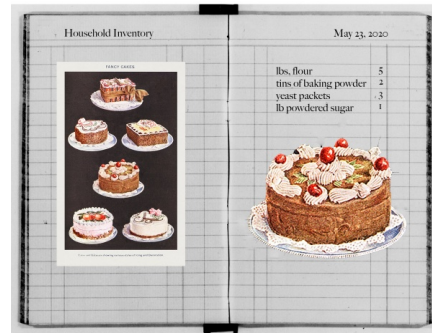 Household Inventory
FANCY CAKES.
May 23, 2020
lbs, flour 5
tins of baking powder 2
yeast packets 3
lb powdered sugar 1